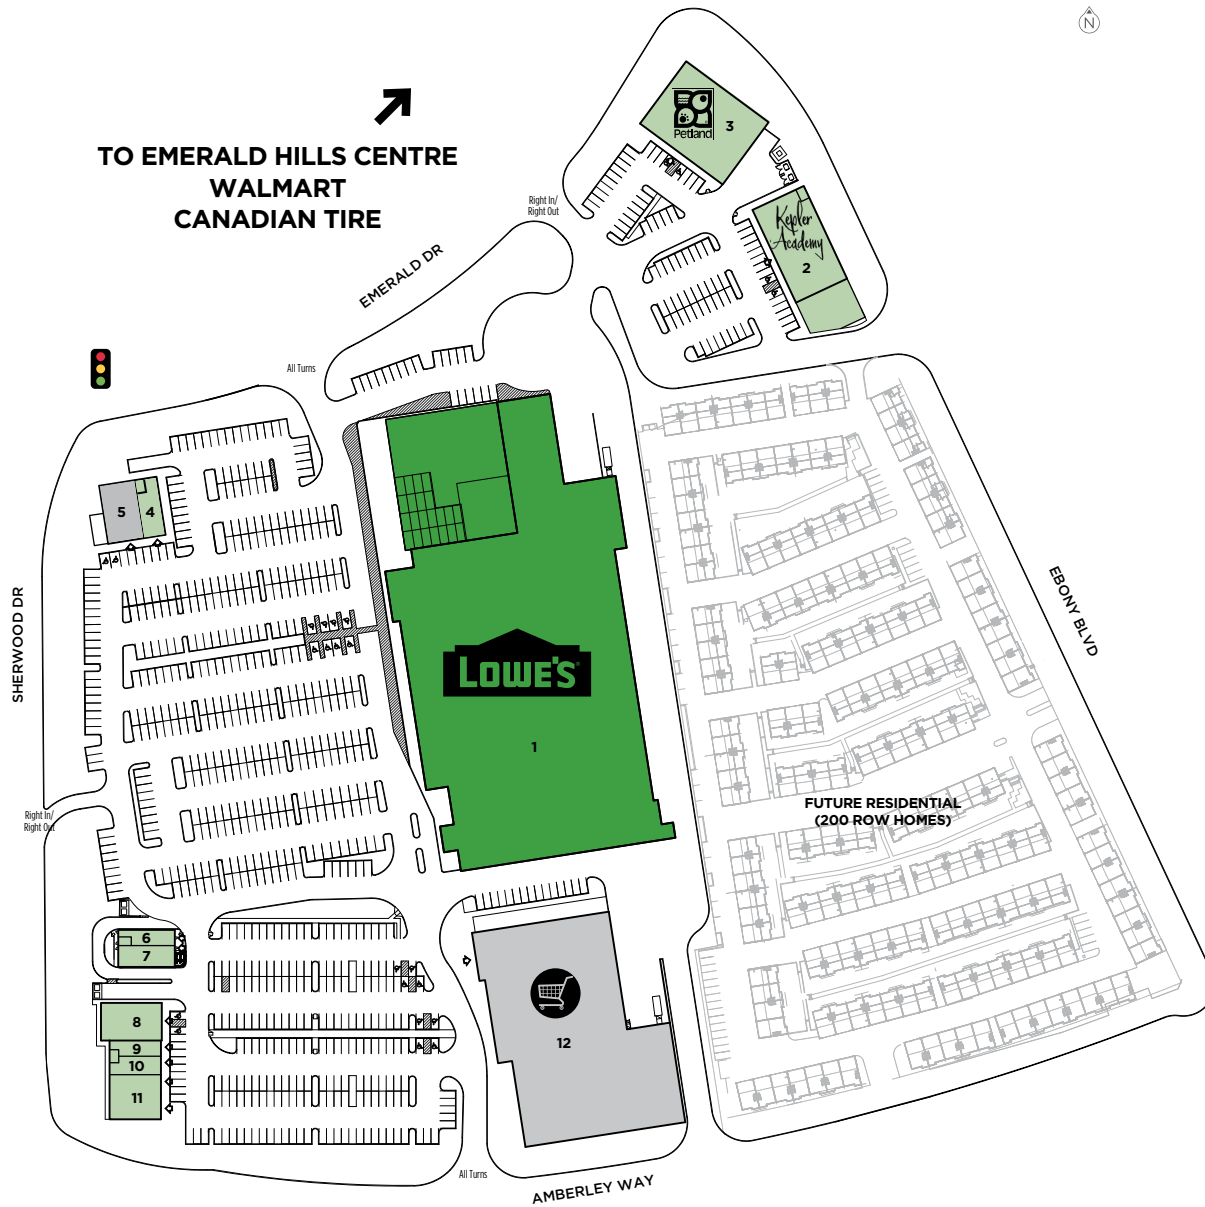 N
TO EMERALD HILLS CENTRE
WALMART
CANADIAN TIRE
Petland
3
Right In/
Right Out
Kepler
Academy
2
EMERALD DR
All Turns
5
4
SHERWOOD DR
EBONY BLVD
LOWE'S
1
FUTURE RESIDENTIAL
(200 ROW HOMES)
Right In/
Right Out
6
7
8
9
10
11
12
All Turns
AMBERLEY WAY